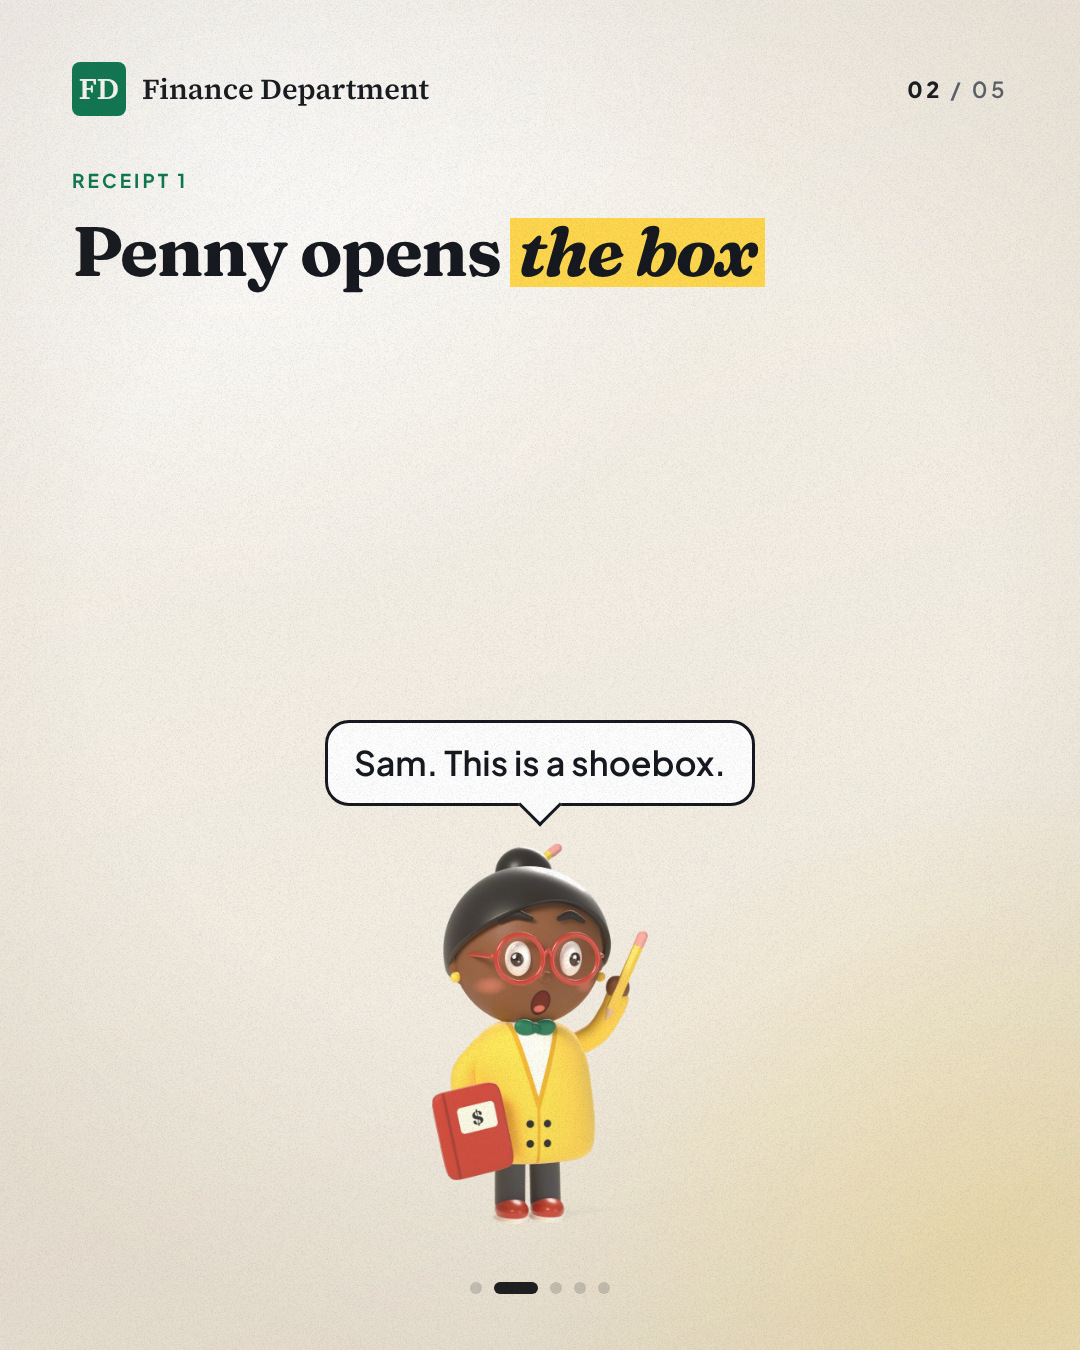 FD Finance Department
02 / 05
RECEIPT 1
Penny opens the box
Sam. This is a shoebox.
$